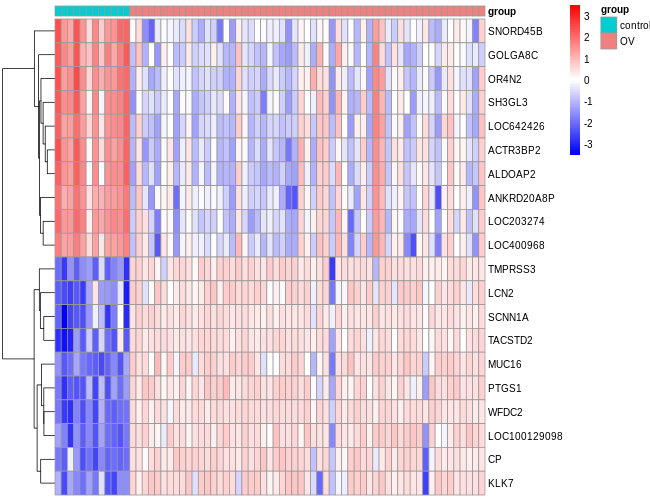 group
SNORD45B
GOLGA8C
OR4N2
SH3GL3
LOC642426
ACTR3BP2
ALDOAP2
ANKRD20A8P
LOC203274
LOC400968
TMPRSS3
LCN2
SCNN1A
TACSTD2
MUC16
PTGS1
WFDC2
LOC100129098
CP
KLK7
3
2
1
0
-1
-2
-3
group
control
OV